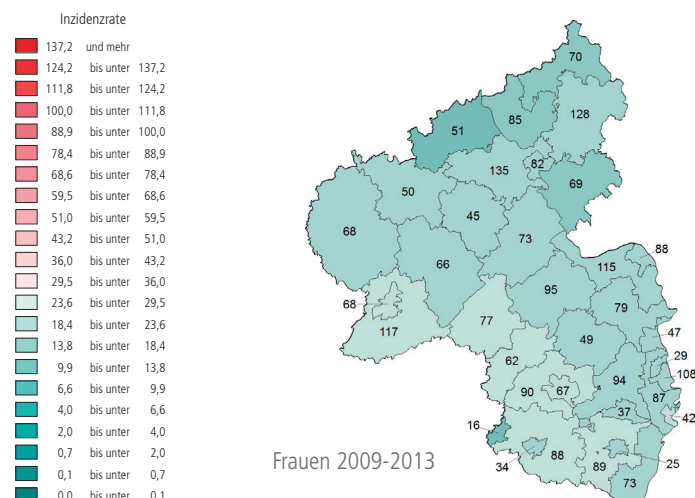 Inzidenzrate
137,2 und mehr
124,2 bis unter 137,2
111,8 bis unter 124,2
100,0 bis unter 111,8
88,9 bis unter 100,0
78,4 bis unter 88,9
68,6 bis unter 78,4
59,5 bis unter 68,6
51,0 bis unter 59,5
43,2 bis unter 51,0
36,0 bis unter 43,2
29,5 bis unter 36,0
23,6 bis unter 29,5
18,4 bis unter 23,6
13,8 bis unter 18,4
9,9 bis unter 13,8
6,6 bis unter 9,9
4,0 bis unter 6,6
2,0 bis unter 4,0
0,7 bis unter 2,0
0,1 bis unter 0,7
0,0 bis unter 0,1
70
85
128
51
82
135
69
50
45
68
73
66
88
115
95
79
68
117
77
47
49
29
62
108
94
90
67
87
37
42
16
34
88
89
25
73
Frauen 2009-2013